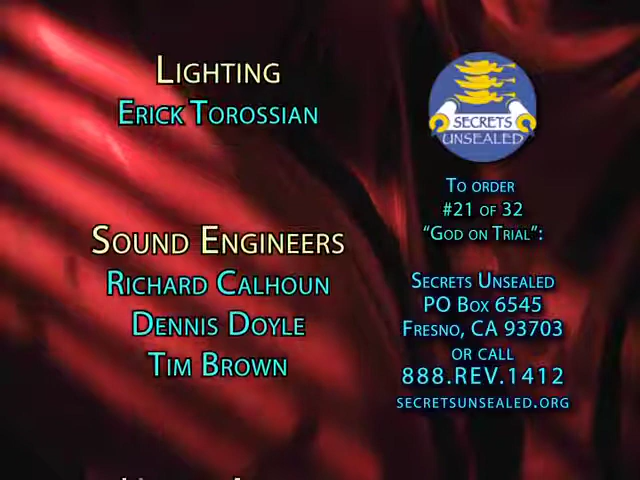 LIGHTING
ERICK TOROSSIAN
SOUND ENGINEERS
RICHARD CALHOUN
DENNIS DOYLE
TIM BROWN
SECRETS
UNSEALED
TO ORDER
#21 OF 32
“GOD ON TRIAL”:
SECRETS UNSEALED
PO BOX 6545
FRESNO, CA 93703
OR CALL
888.REV.1412
SECRETSUNSEALED.ORG